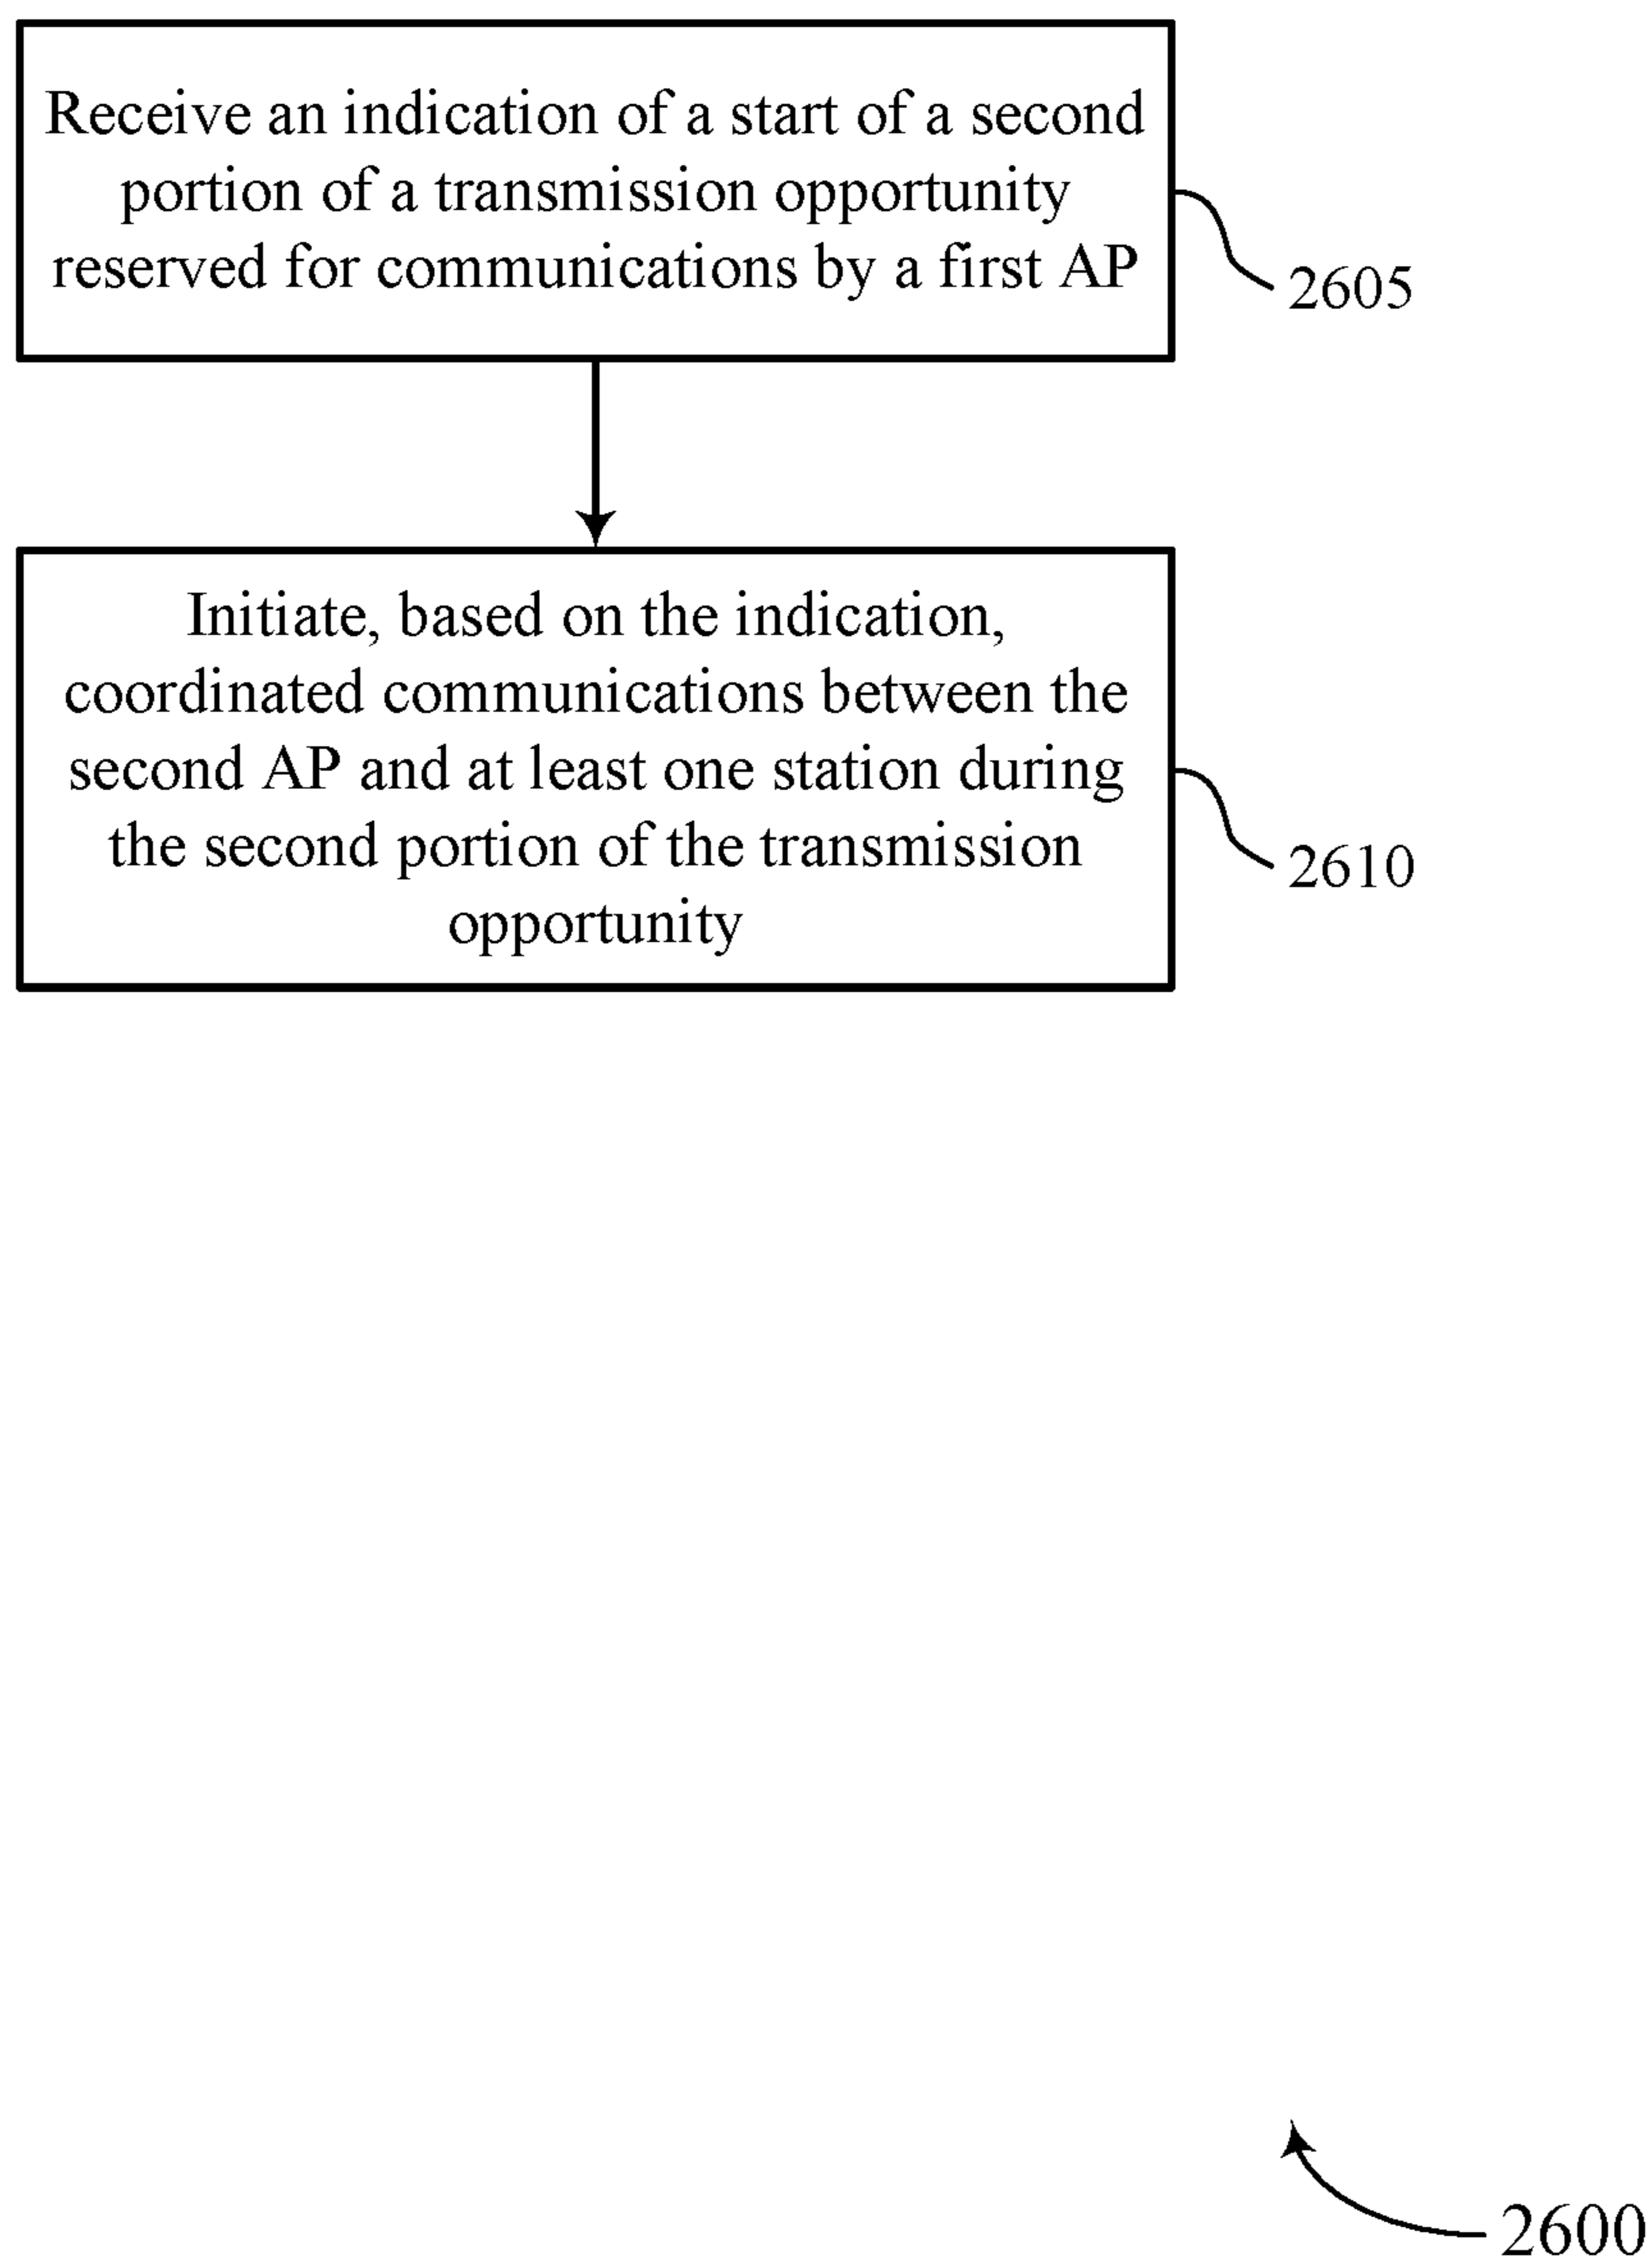 Receive an indication of a start of a second
portion of a transmission opportunity
reserved for communications by a first AP
2605
Initiate, based on the indication,
coordinated communications between the
second AP and at least one station during
the second portion of the transmission
opportunity
2610
2600